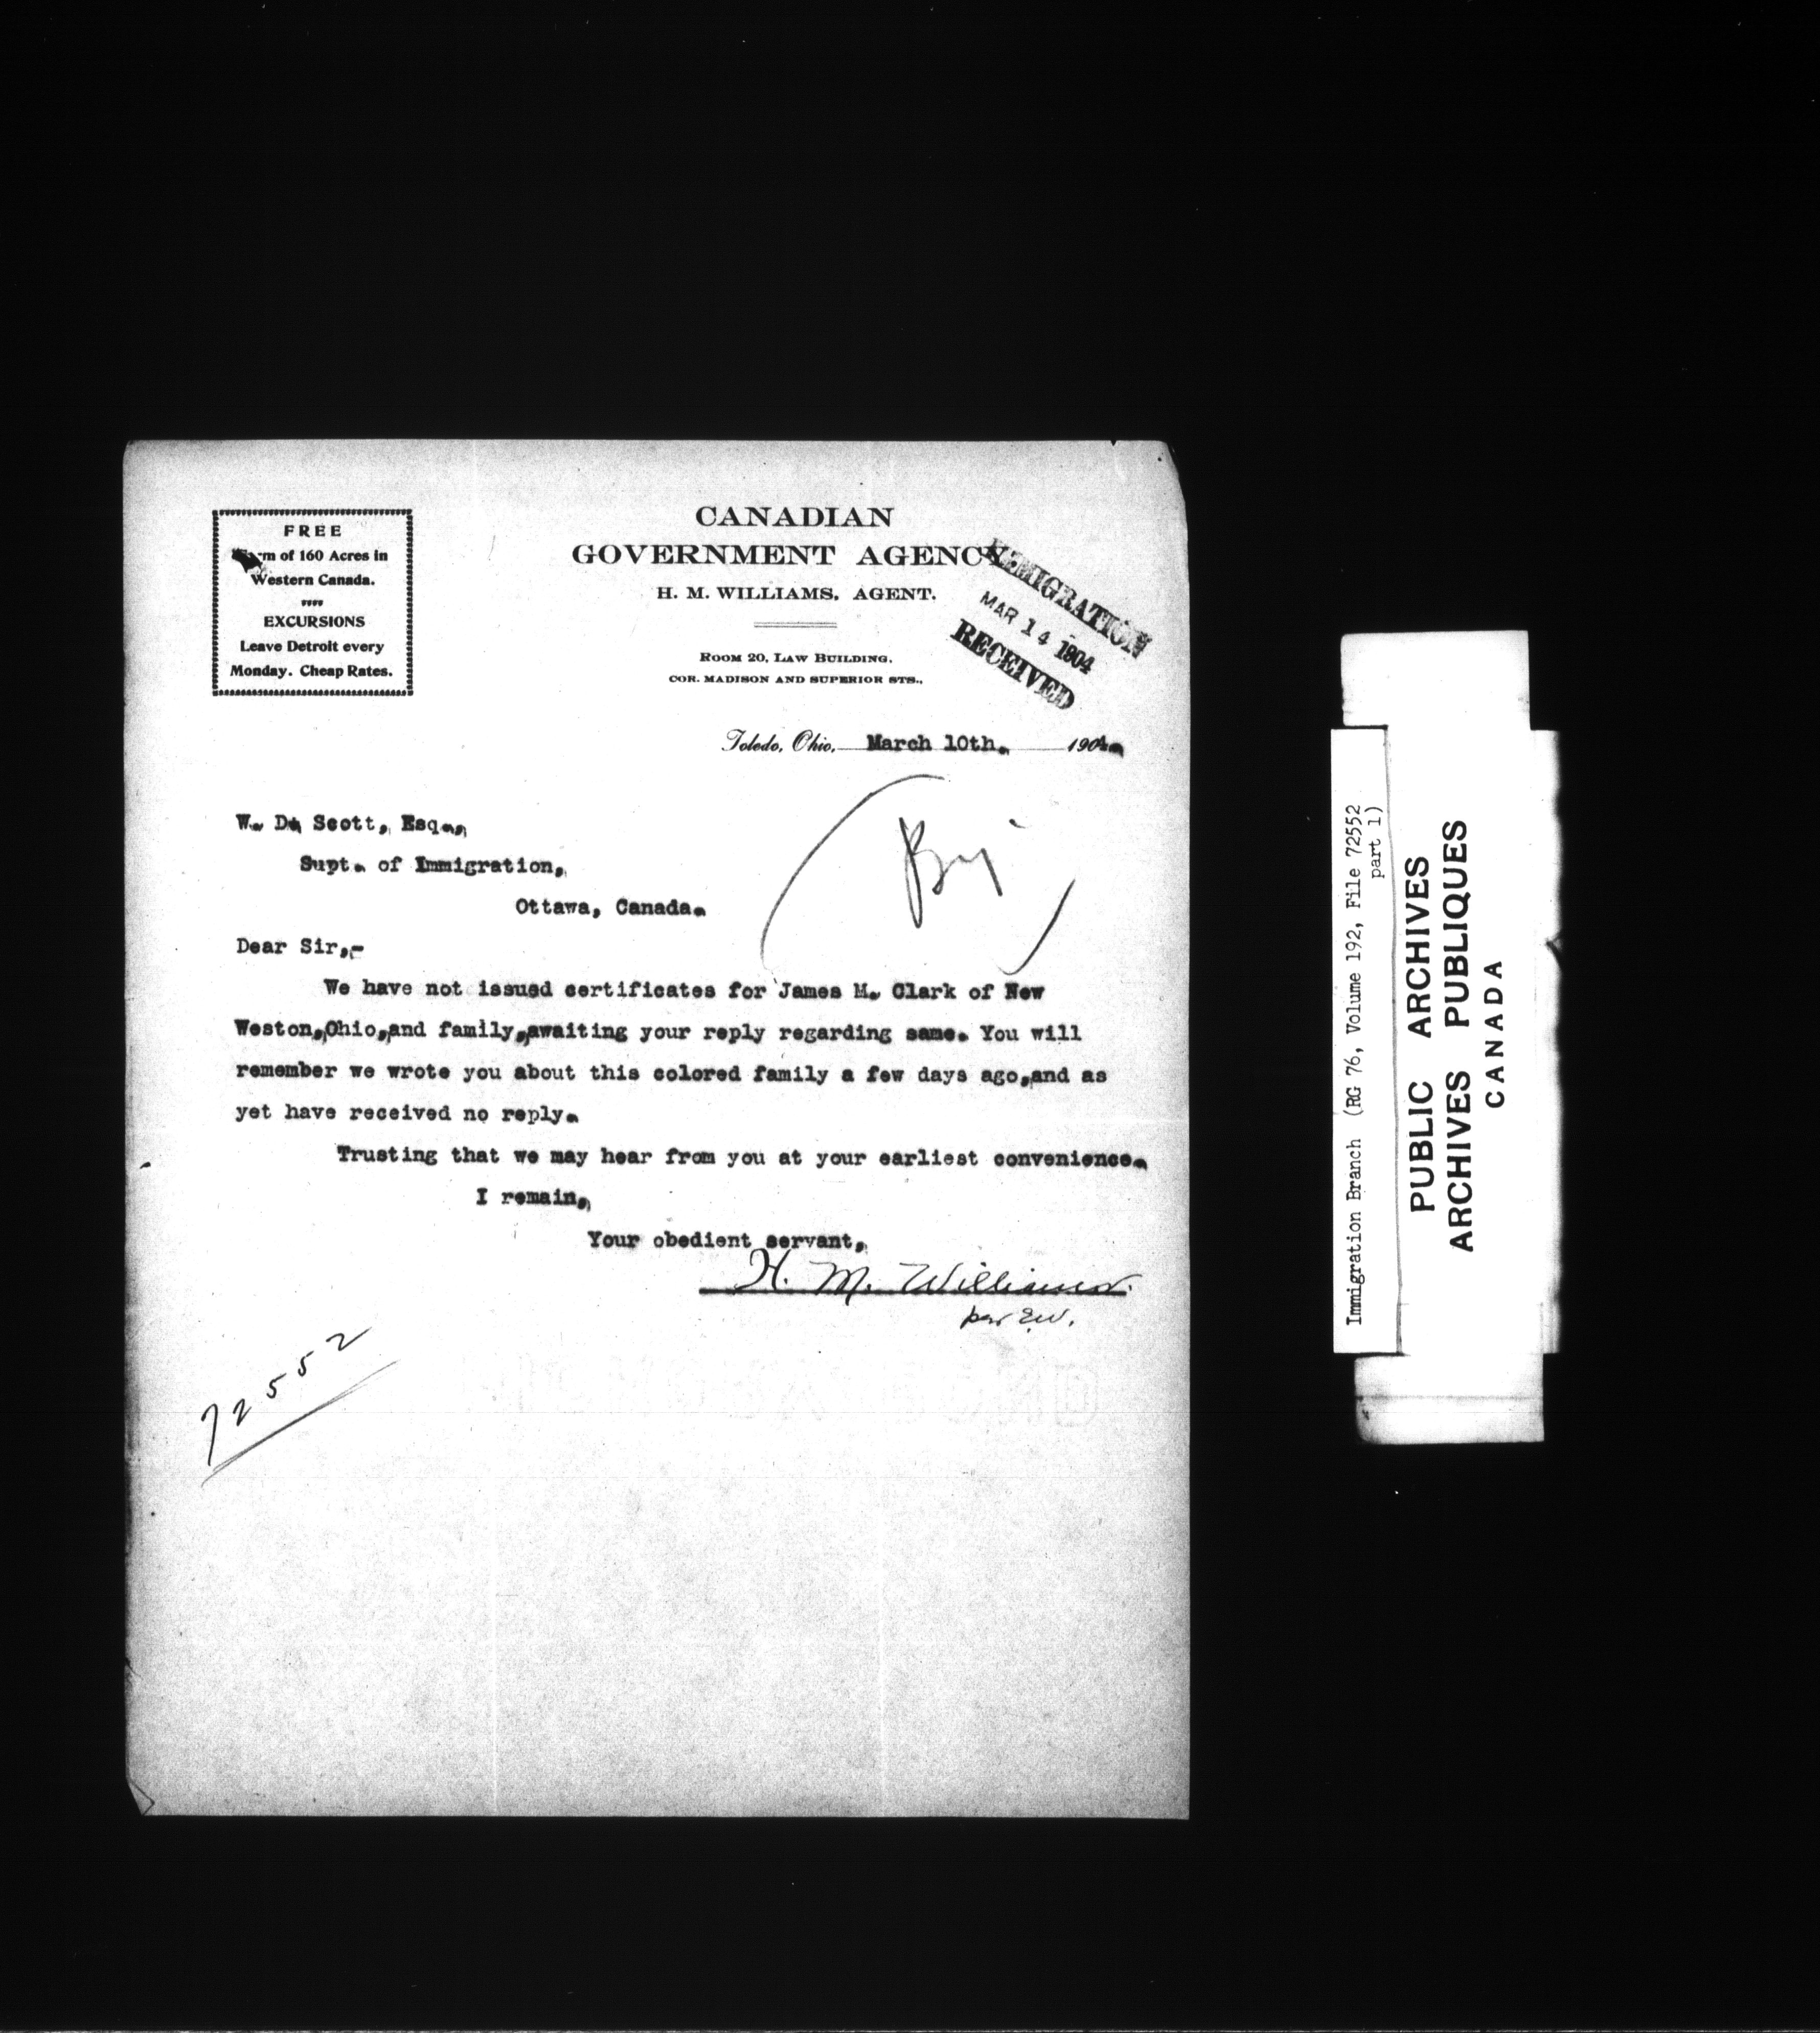 FREE
Farm of 160 Acres in
Western Canada.
EXCURSIONS
Leave Detroit every
Monday. Cheap Rates.
CANADIAN
GOVERNMENT AGENCY
H. M. WILLIAMS, AGENT.
ROOM 20, LAW BUILDING,
COR. MADISON AND SUPERIOR STS.,
IMMIGRATION
MAR 14 1904
RECEIVED
Toledo, Ohio, March 10th. 1904.
W. D. Scott, Esq.,
Supt. of Immigration,
Ottawa, Canada.
Dear Sir,-
We have not issued certificates for James M. Clark of New
Weston,Ohio,and family,awaiting your reply regarding same. You will
remember we wrote you about this colored family a few days ago,and as
yet have received no reply.
Trusting that we may hear from you at your earliest convenience.
I remain,
Your obedient servant,
H. M. Williams.
per EW.
72552
Immigration Branch (RG 76, Volume 192, File 72552
part 1)
PUBLIC ARCHIVES
ARCHIVES PUBLIQUES
CANADA